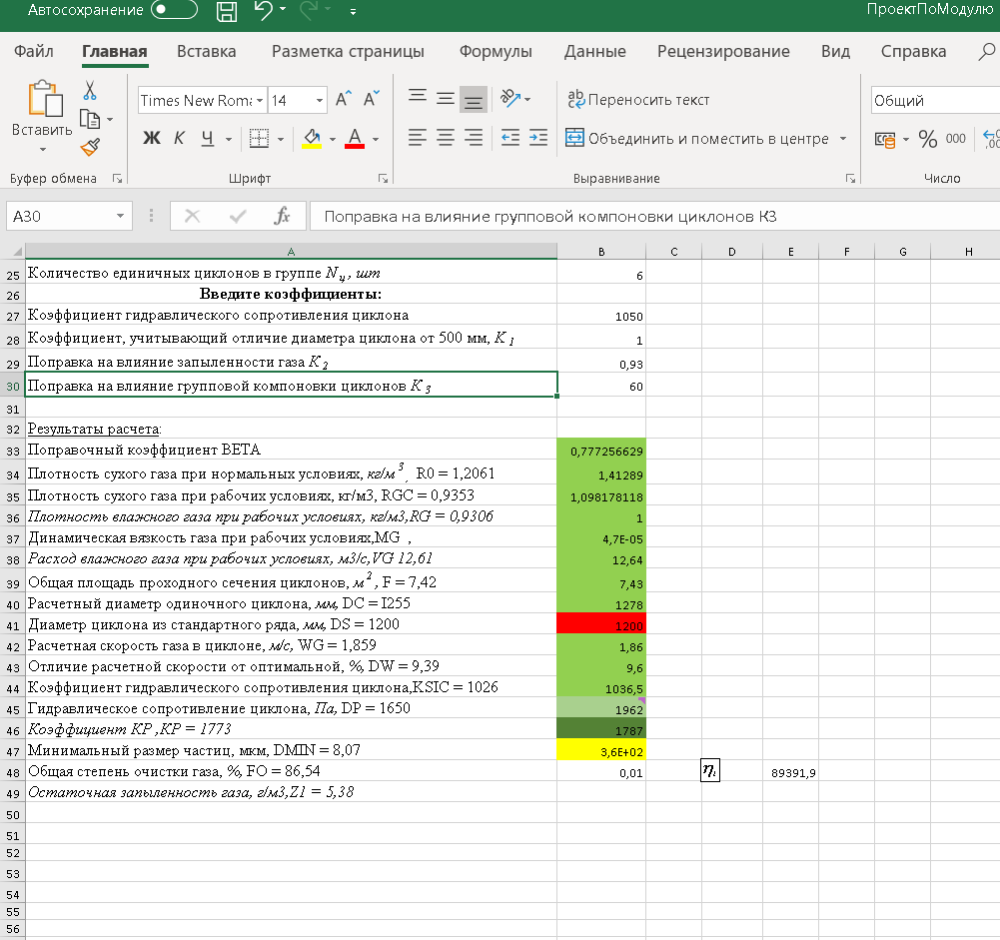 Автосохранение ПроектПоМодулю
Файл Главная Вставка Разметка страницы Формулы Данные Рецензирование Вид Справка
Вставить Times New Roma 14 Переносить текст Общий
Ж К Ч Объединить и поместить в центре % 000
Буфер обмена Шрифт Выравнивание Число
A30 fx Поправка на влияние групповой компоновки циклонов К3
A B C D E F G H
25 Количество единичных циклонов в группе Nц, шт 6
26 Введите коэффициенты:
27 Коэффициент гидравлического сопротивления циклона 1050
28 Коэффициент, учитывающий отличие диаметра циклона от 500 мм, К1 1
29 Поправка на влияние запыленности газа К2 0,93
30 Поправка на влияние групповой компоновки циклонов К3 60
31
32 Результаты расчета:
33 Поправочный коэффициент ВЕТА 0,777256629
34 Плотность сухого газа при нормальных условиях, кг/м3, R0 = 1,2061 1,41289
35 Плотность сухого газа при рабочих условиях, кг/м3, RGC = 0,9353 1,098178118
36 Плотность влажного газа при рабочих условиях, кг/м3,RG = 0,9306 1
37 Динамическая вязкость газа при рабочих условиях,MG , 4,7E-05
38 Расход влажного газа при рабочих условиях, м3/с,VG 12,61 12,64
39 Общая площадь проходного сечения циклонов, м2, F = 7,42 7,43
40 Расчетный диаметр одиночного циклона, мм, DC = I255 1278
41 Диаметр циклона из стандартного ряда, мм, DS = 1200 1200
42 Расчетная скорость газа в циклоне, м/с, WG = 1,859 1,86
43 Отличие расчетной скорости от оптимальной, %, DW = 9,39 9,6
44 Коэффициент гидравлического сопротивления циклона,KSIC = 1026 1036,5
45 Гидравлическое сопротивление циклона, Па, DP = 1650 1962
46 Коэффициент КР ,КР = 1773 1787
47 Минимальный размер частиц, мкм, DMIN = 8,07 3,6E+02
48 Общая степень очистки газа, %, FO = 86,54 0,01 ηi 89391,9
49 Остаточная запыленность газа, г/м3,Z1 = 5,38
50
51
52
53
54
55
56